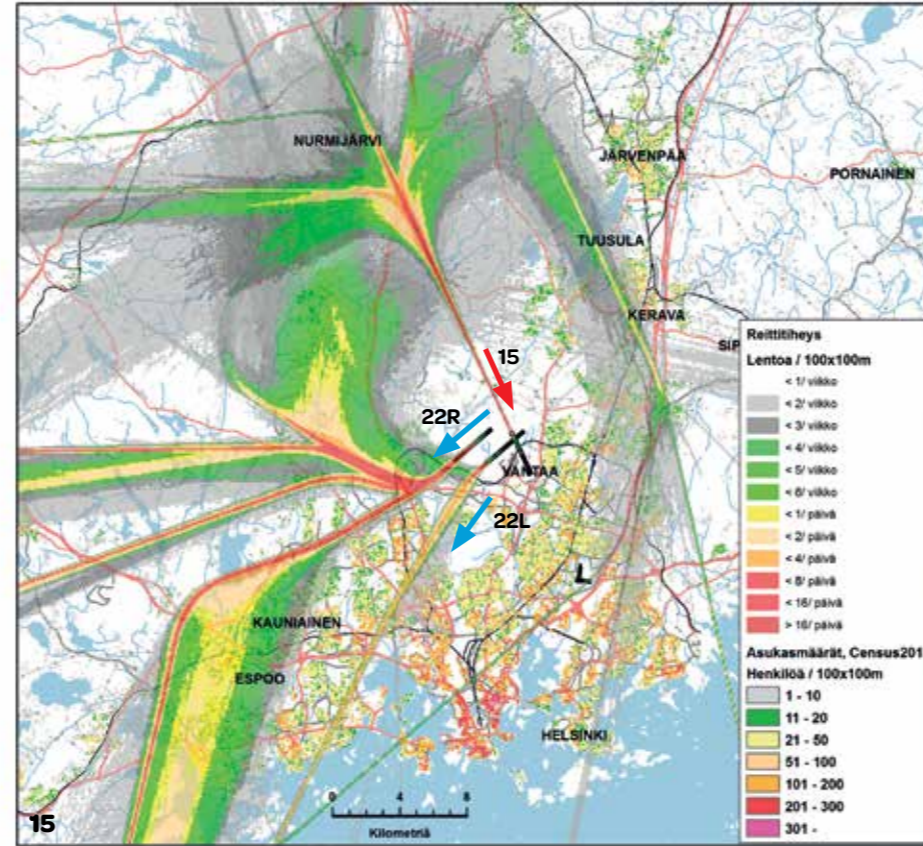 NURMIJÄRVI
JÄRVENPÄÄ
PORNAINEN
TUUSULA
KERAVA
SIP
15
22R
VANTAA
22L
KAUNIAINEN
ESPOO
HELSINKI
0 4 8
Kilometriä
15
Reittitiheys
Lentoa / 100x100m
< 1/ viikko
< 2/ viikko
< 3/ viikko
< 4/ viikko
< 5/ viikko
< 6/ viikko
< 1/ päivä
< 2/ päivä
< 4/ päivä
< 8/ päivä
< 16/ päivä
> 16/ päivä
Asukasmäärät, Census201
Henkilöä / 100x100m
1 - 10
11 - 20
21 - 50
51 - 100
101 - 200
201 - 300
301 -